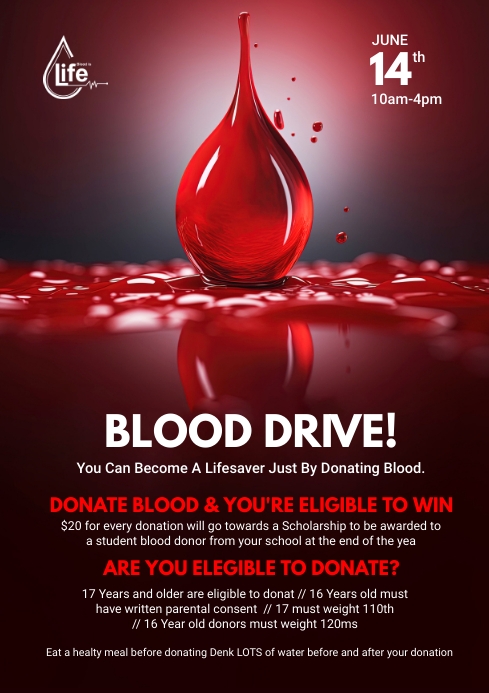 Blood is
Life
JUNE
14th
10am-4pm
BLOOD DRIVE!
You Can Become A Lifesaver Just By Donating Blood.
DONATE BLOOD & YOU'RE ELIGIBLE TO WIN
$20 for every donation will go towards a Scholarship to be awarded to
a student blood donor from your school at the end of the yea
ARE YOU ELEGIBLE TO DONATE?
17 Years and older are eligible to donat // 16 Years old must
have written parental consent // 17 must weight 110th
// 16 Year old donors must weight 120ms
Eat a healty meal before donating Denk LOTS of water before and after your donation